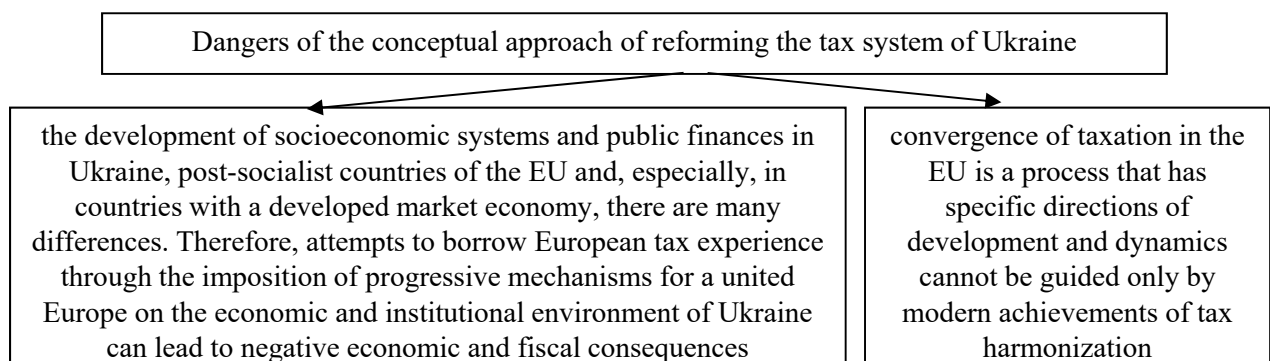 Dangers of the conceptual approach of reforming the tax system of Ukraine
the development of socioeconomic systems and public finances in
Ukraine, post-socialist countries of the EU and, especially, in
countries with a developed market economy, there are many
differences. Therefore, attempts to borrow European tax experience
through the imposition of progressive mechanisms for a united
Europe on the economic and institutional environment of Ukraine
can lead to negative economic and fiscal consequences
convergence of taxation in the
EU is a process that has
specific directions of
development and dynamics
cannot be guided only by
modern achievements of tax
harmonization